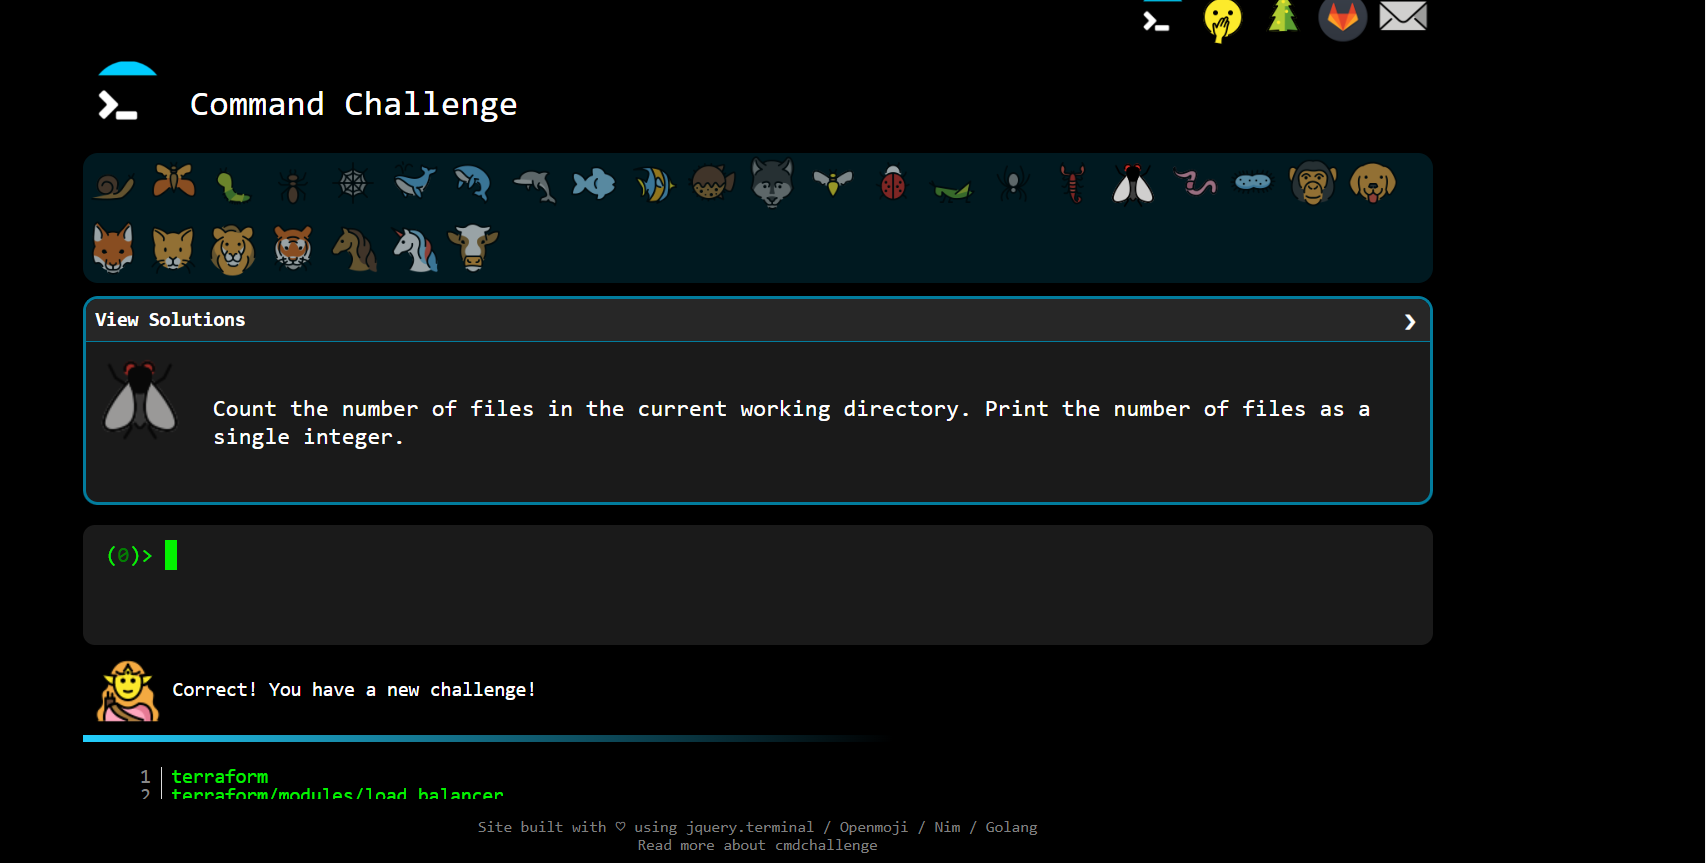 Command Challenge
View Solutions
Count the number of files in the current working directory. Print the number of files as a
single integer.
(0)>
Correct! You have a new challenge!
1 terraform
2 terraform/modules/load_balancer
Site built with ♡ using jquery.terminal / Openmoji / Nim / Golang
Read more about cmdchallenge